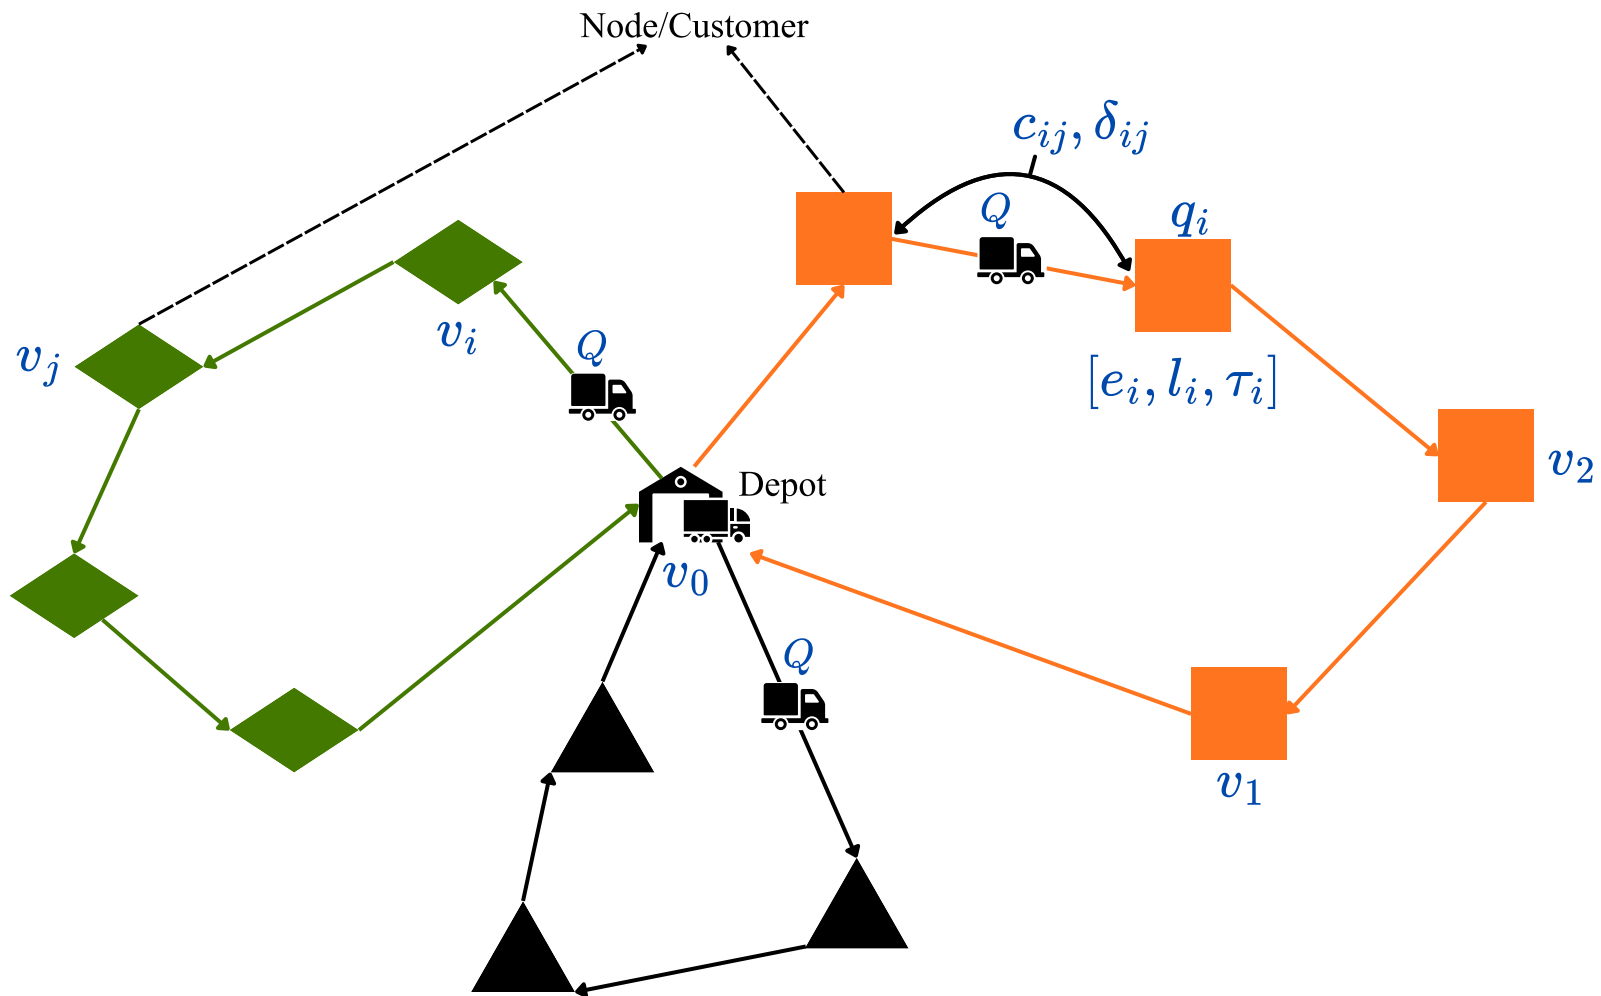 Node/Customer
c_{ij}, δ_{ij}
Q
q_i
v_i
Q
v_j
[e_i, l_i, τ_i]
v_2
Depot
v_0
Q
v_1